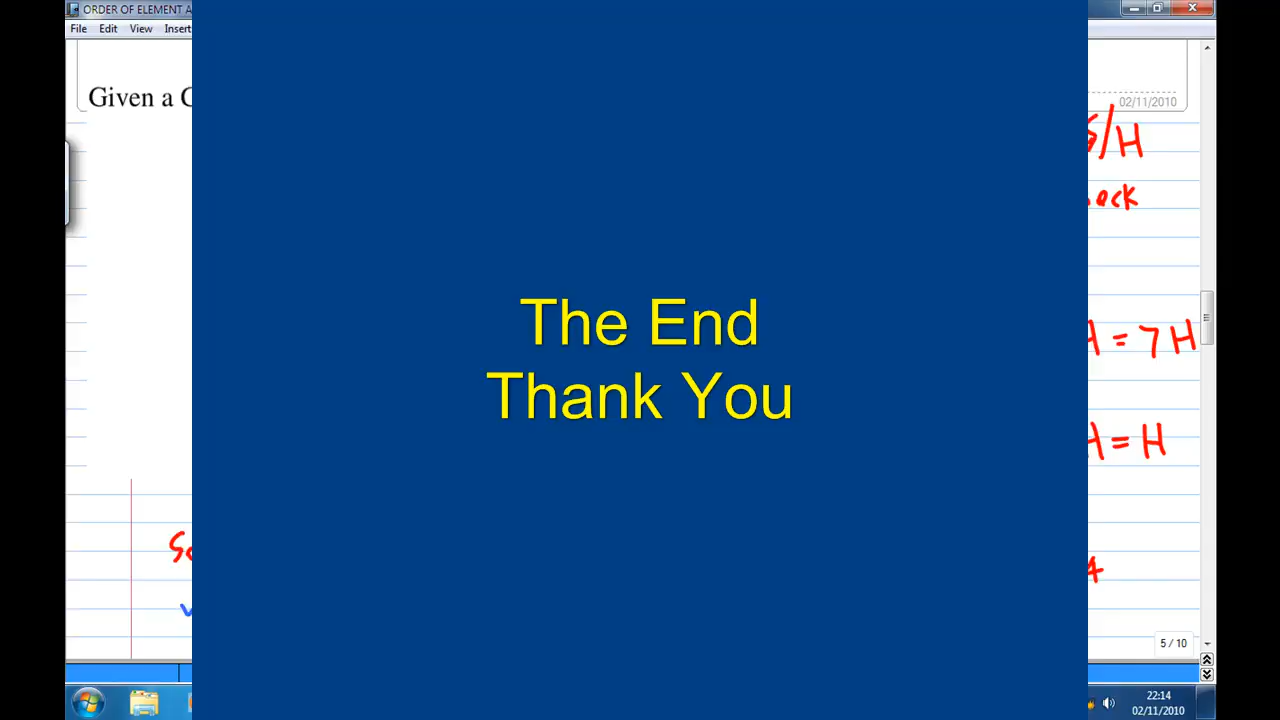 ORDER OF ELEMENT A
File Edit View Insert
Given a
02/11/2010
/H
The End
Thank You
= 7H
H = H
4
5 / 10
22:14
02/11/2010